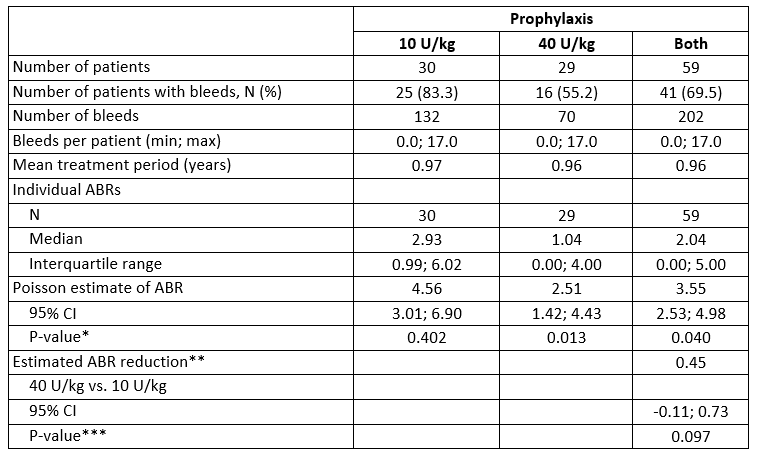 Prophylaxis
10 U/kg 40 U/kg Both
Number of patients 30 29 59
Number of patients with bleeds, N (%) 25 (83.3) 16 (55.2) 41 (69.5)
Number of bleeds 132 70 202
Bleeds per patient (min; max) 0.0; 17.0 0.0; 17.0 0.0; 17.0
Mean treatment period (years) 0.97 0.96 0.96
Individual ABRs
N 30 29 59
Median 2.93 1.04 2.04
Interquartile range 0.99; 6.02 0.00; 4.00 0.00; 5.00
Poisson estimate of ABR 4.56 2.51 3.55
95% CI 3.01; 6.90 1.42; 4.43 2.53; 4.98
P-value* 0.402 0.013 0.040
Estimated ABR reduction** 0.45
40 U/kg vs. 10 U/kg
95% CI -0.11; 0.73
P-value*** 0.097